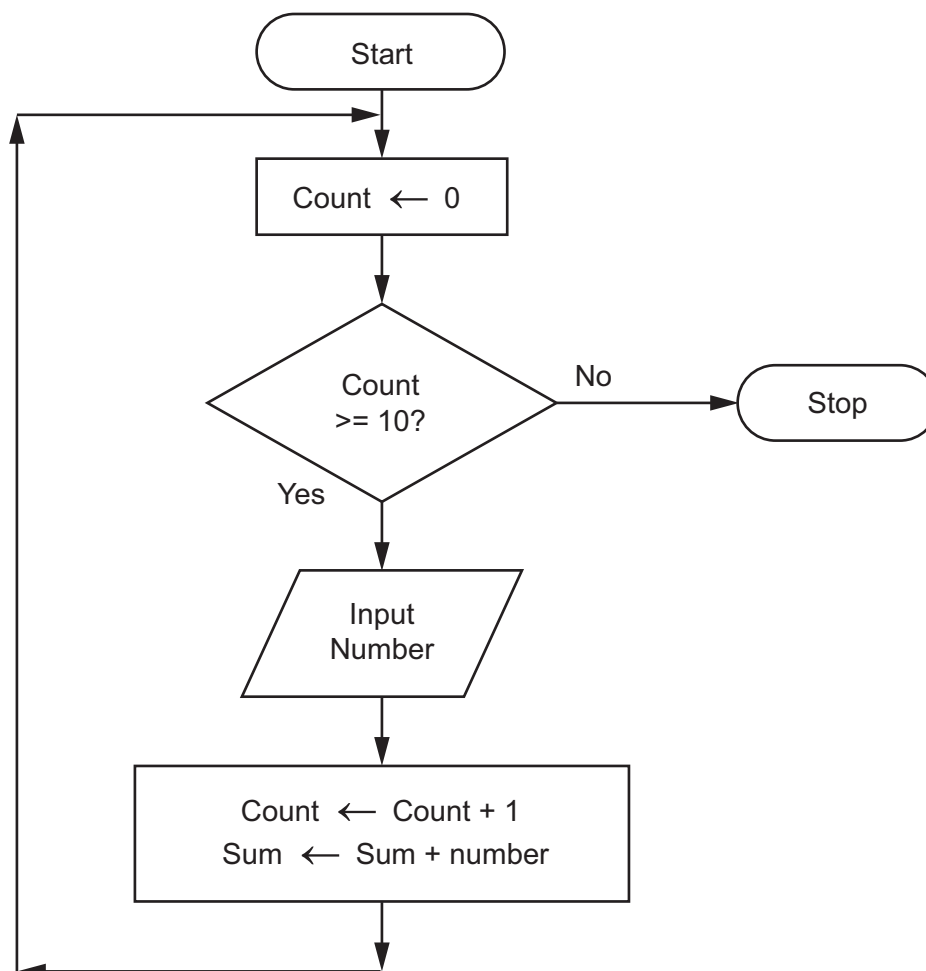 Start
Count ← 0
Count
>= 10?
No
Stop
Yes
Input
Number
Count ← Count + 1
Sum ← Sum + number